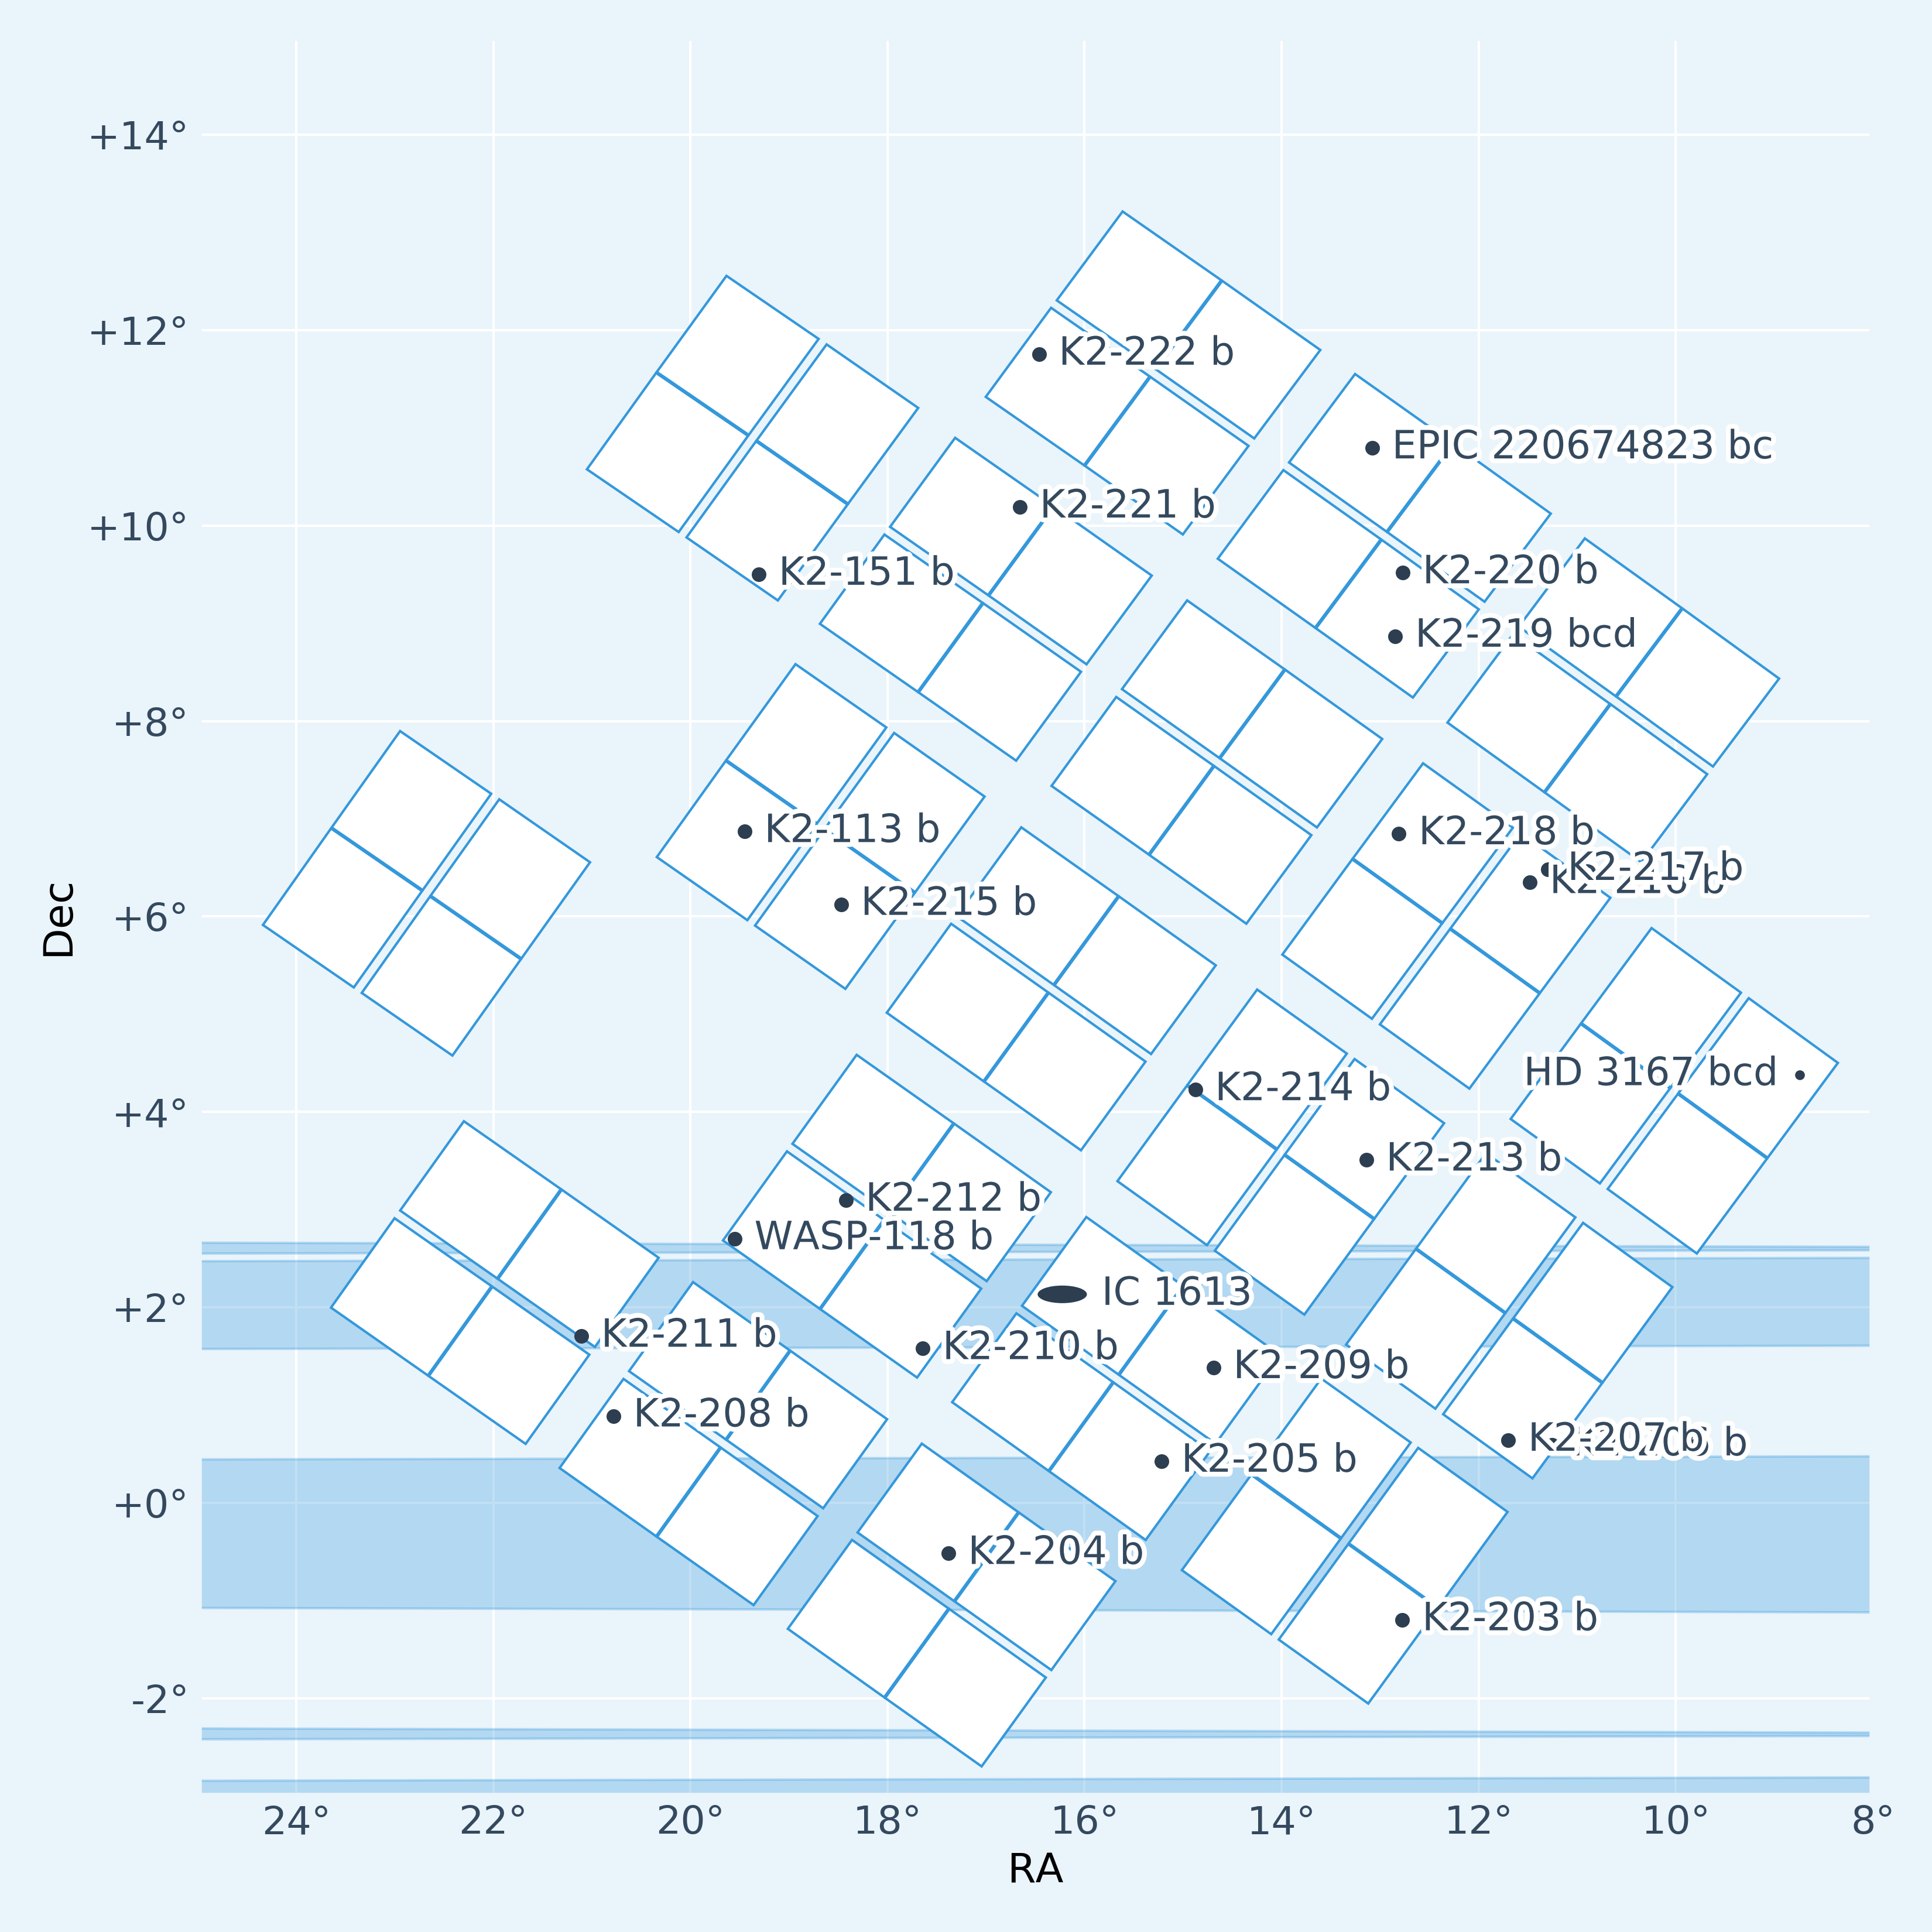 +14°
+12°
K2-222 b
EPIC 220674823 bc
K2-221 b
+10°
K2-151 b
K2-220 b
K2-219 bcd
+8°
K2-113 b
K2-218 b
K2-217 b
K2-215 b
+6°
Dec
HD 3167 bcd
K2-214 b
+4°
K2-213 b
K2-212 b
WASP-118 b
IC 1613
+2°
K2-211 b
K2-210 b
K2-209 b
K2-208 b
K2-207 b
b
K2-205 b
+0°
K2-204 b
K2-203 b
-2°
24° 22° 20° 18° 16° 14° 12° 10° 8°
RA